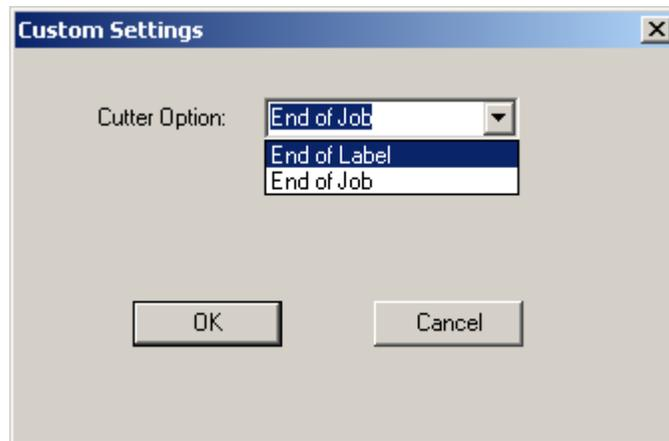 Custom Settings
Cutter Option:
End of Job
End of Label
End of Job
OK
Cancel